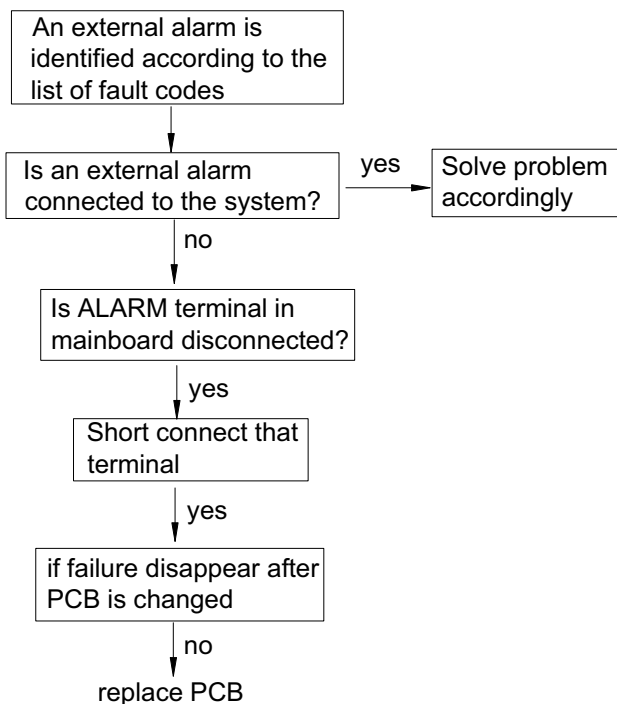 An external alarm is
identified according to the
list of fault codes
Is an external alarm
connected to the system?
yes
Solve problem
accordingly
no
Is ALARM terminal in
mainboard disconnected?
yes
Short connect that
terminal
yes
if failure disappear after
PCB is changed
no
replace PCB